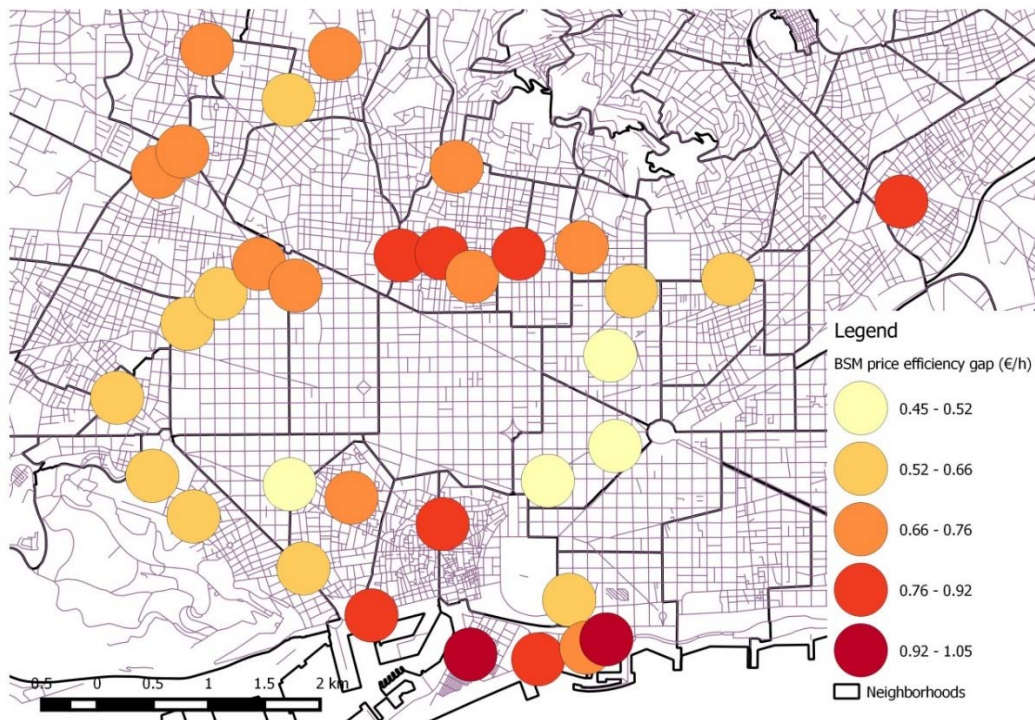 Legend
BSM price efficiency gap (€/h)
0.45 - 0.52
0.52 - 0.66
0.66 - 0.76
0.76 - 0.92
0.92 - 1.05
Neighborhoods
0.5 0 0.5 1 1.5 2 km